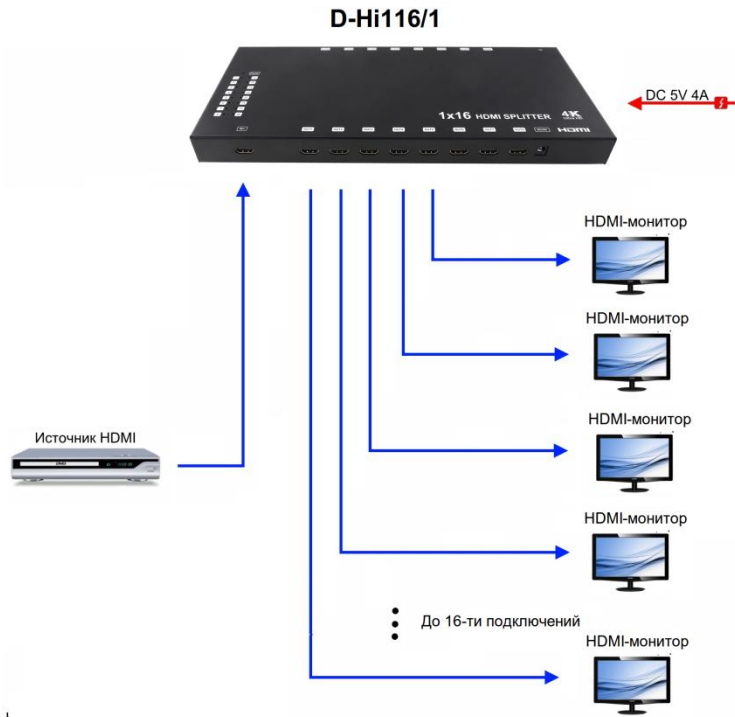 D-Hi116/1
DC 5V 4A
1x16 HDMI SPLITTER
4K
HDMI
HDMI-монитор
HDMI-монитор
HDMI-монитор
Источник HDMI
HDMI-монитор
До 16-ти подключений
HDMI-монитор